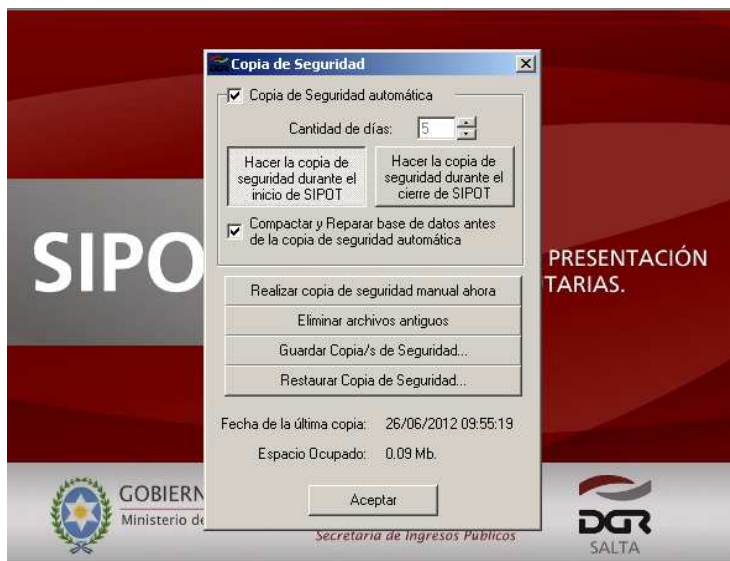 Copia de Seguridad
Copia de Seguridad automática
Cantidad de días: 5
Hacer la copia de
seguridad durante el
inicio de SIPOT
Hacer la copia de
seguridad durante el
cierre de SIPOT
Compactar y Reparar base de datos antes
de la copia de seguridad automática
SIPO
PRESENTACIÓN
TARIAS.
Realizar copia de seguridad manual ahora
Eliminar archivos antiguos
Guardar Copia/s de Seguridad...
Restaurar Copia de Seguridad...
Fecha de la última copia: 26/06/2012 09:55:19
Espacio Ocupado: 0.09 Mb.
Aceptar
GOBIERN
Ministerio de
Secretaría de Ingresos Públicos
DGR
SALTA